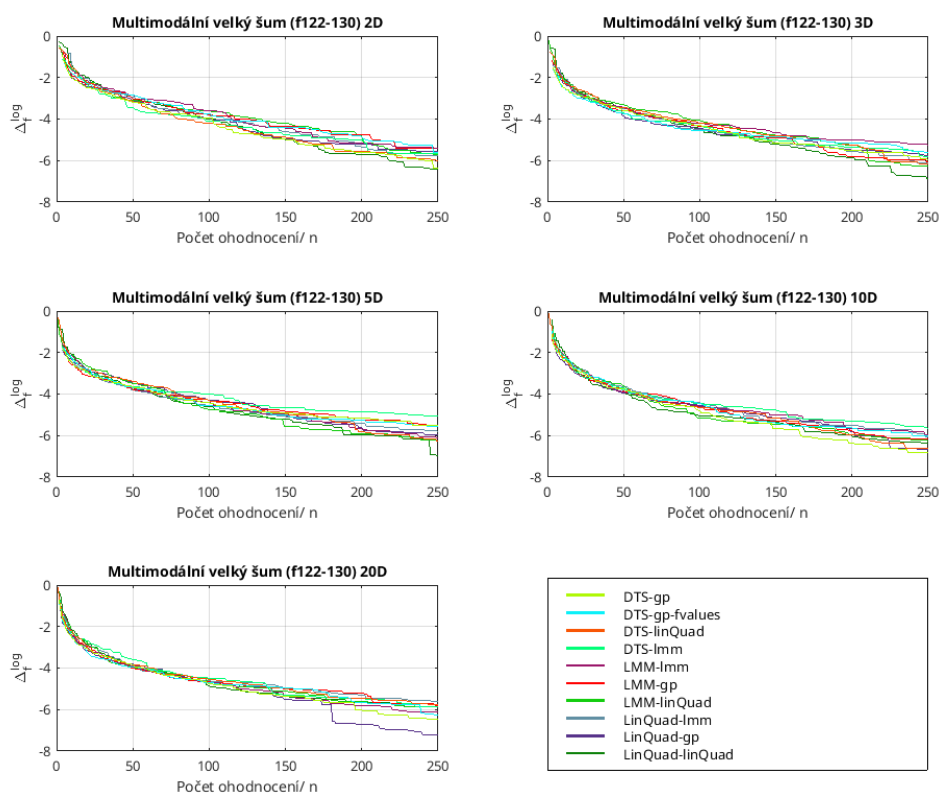 Multimodální velký šum (f122-130) 2D
0
-2
-4
-6
-8
Δf log
0 50 100 150 200 250
Počet ohodnocení/ n
Multimodální velký šum (f122-130) 3D
0
-2
-4
-6
-8
Δf log
0 50 100 150 200 250
Počet ohodnocení/ n
Multimodální velký šum (f122-130) 5D
0
-2
-4
-6
-8
Δf log
0 50 100 150 200 250
Počet ohodnocení/ n
Multimodální velký šum (f122-130) 10D
0
-2
-4
-6
-8
Δf log
0 50 100 150 200 250
Počet ohodnocení/ n
Multimodální velký šum (f122-130) 20D
0
-2
-4
-6
-8
Δf log
0 50 100 150 200 250
Počet ohodnocení/ n
DTS-gp
DTS-gp-fvalues
DTS-linQuad
DTS-lmm
LMM-lmm
LMM-gp
LMM-linQuad
LinQuad-lmm
LinQuad-gp
LinQuad-linQuad